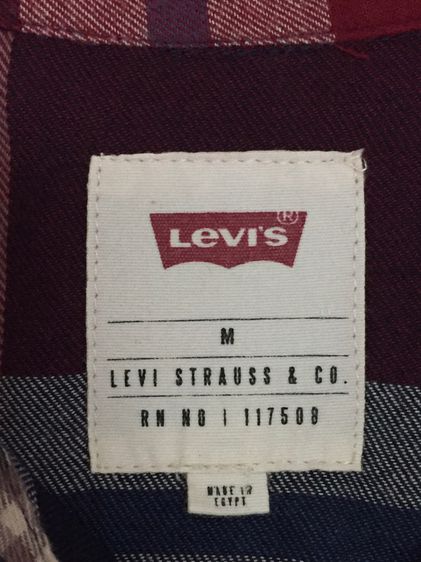 Levi's ®
M
LEVI STRAUSS & CO.
RN NO | 117508
MADE IN
EGYPT